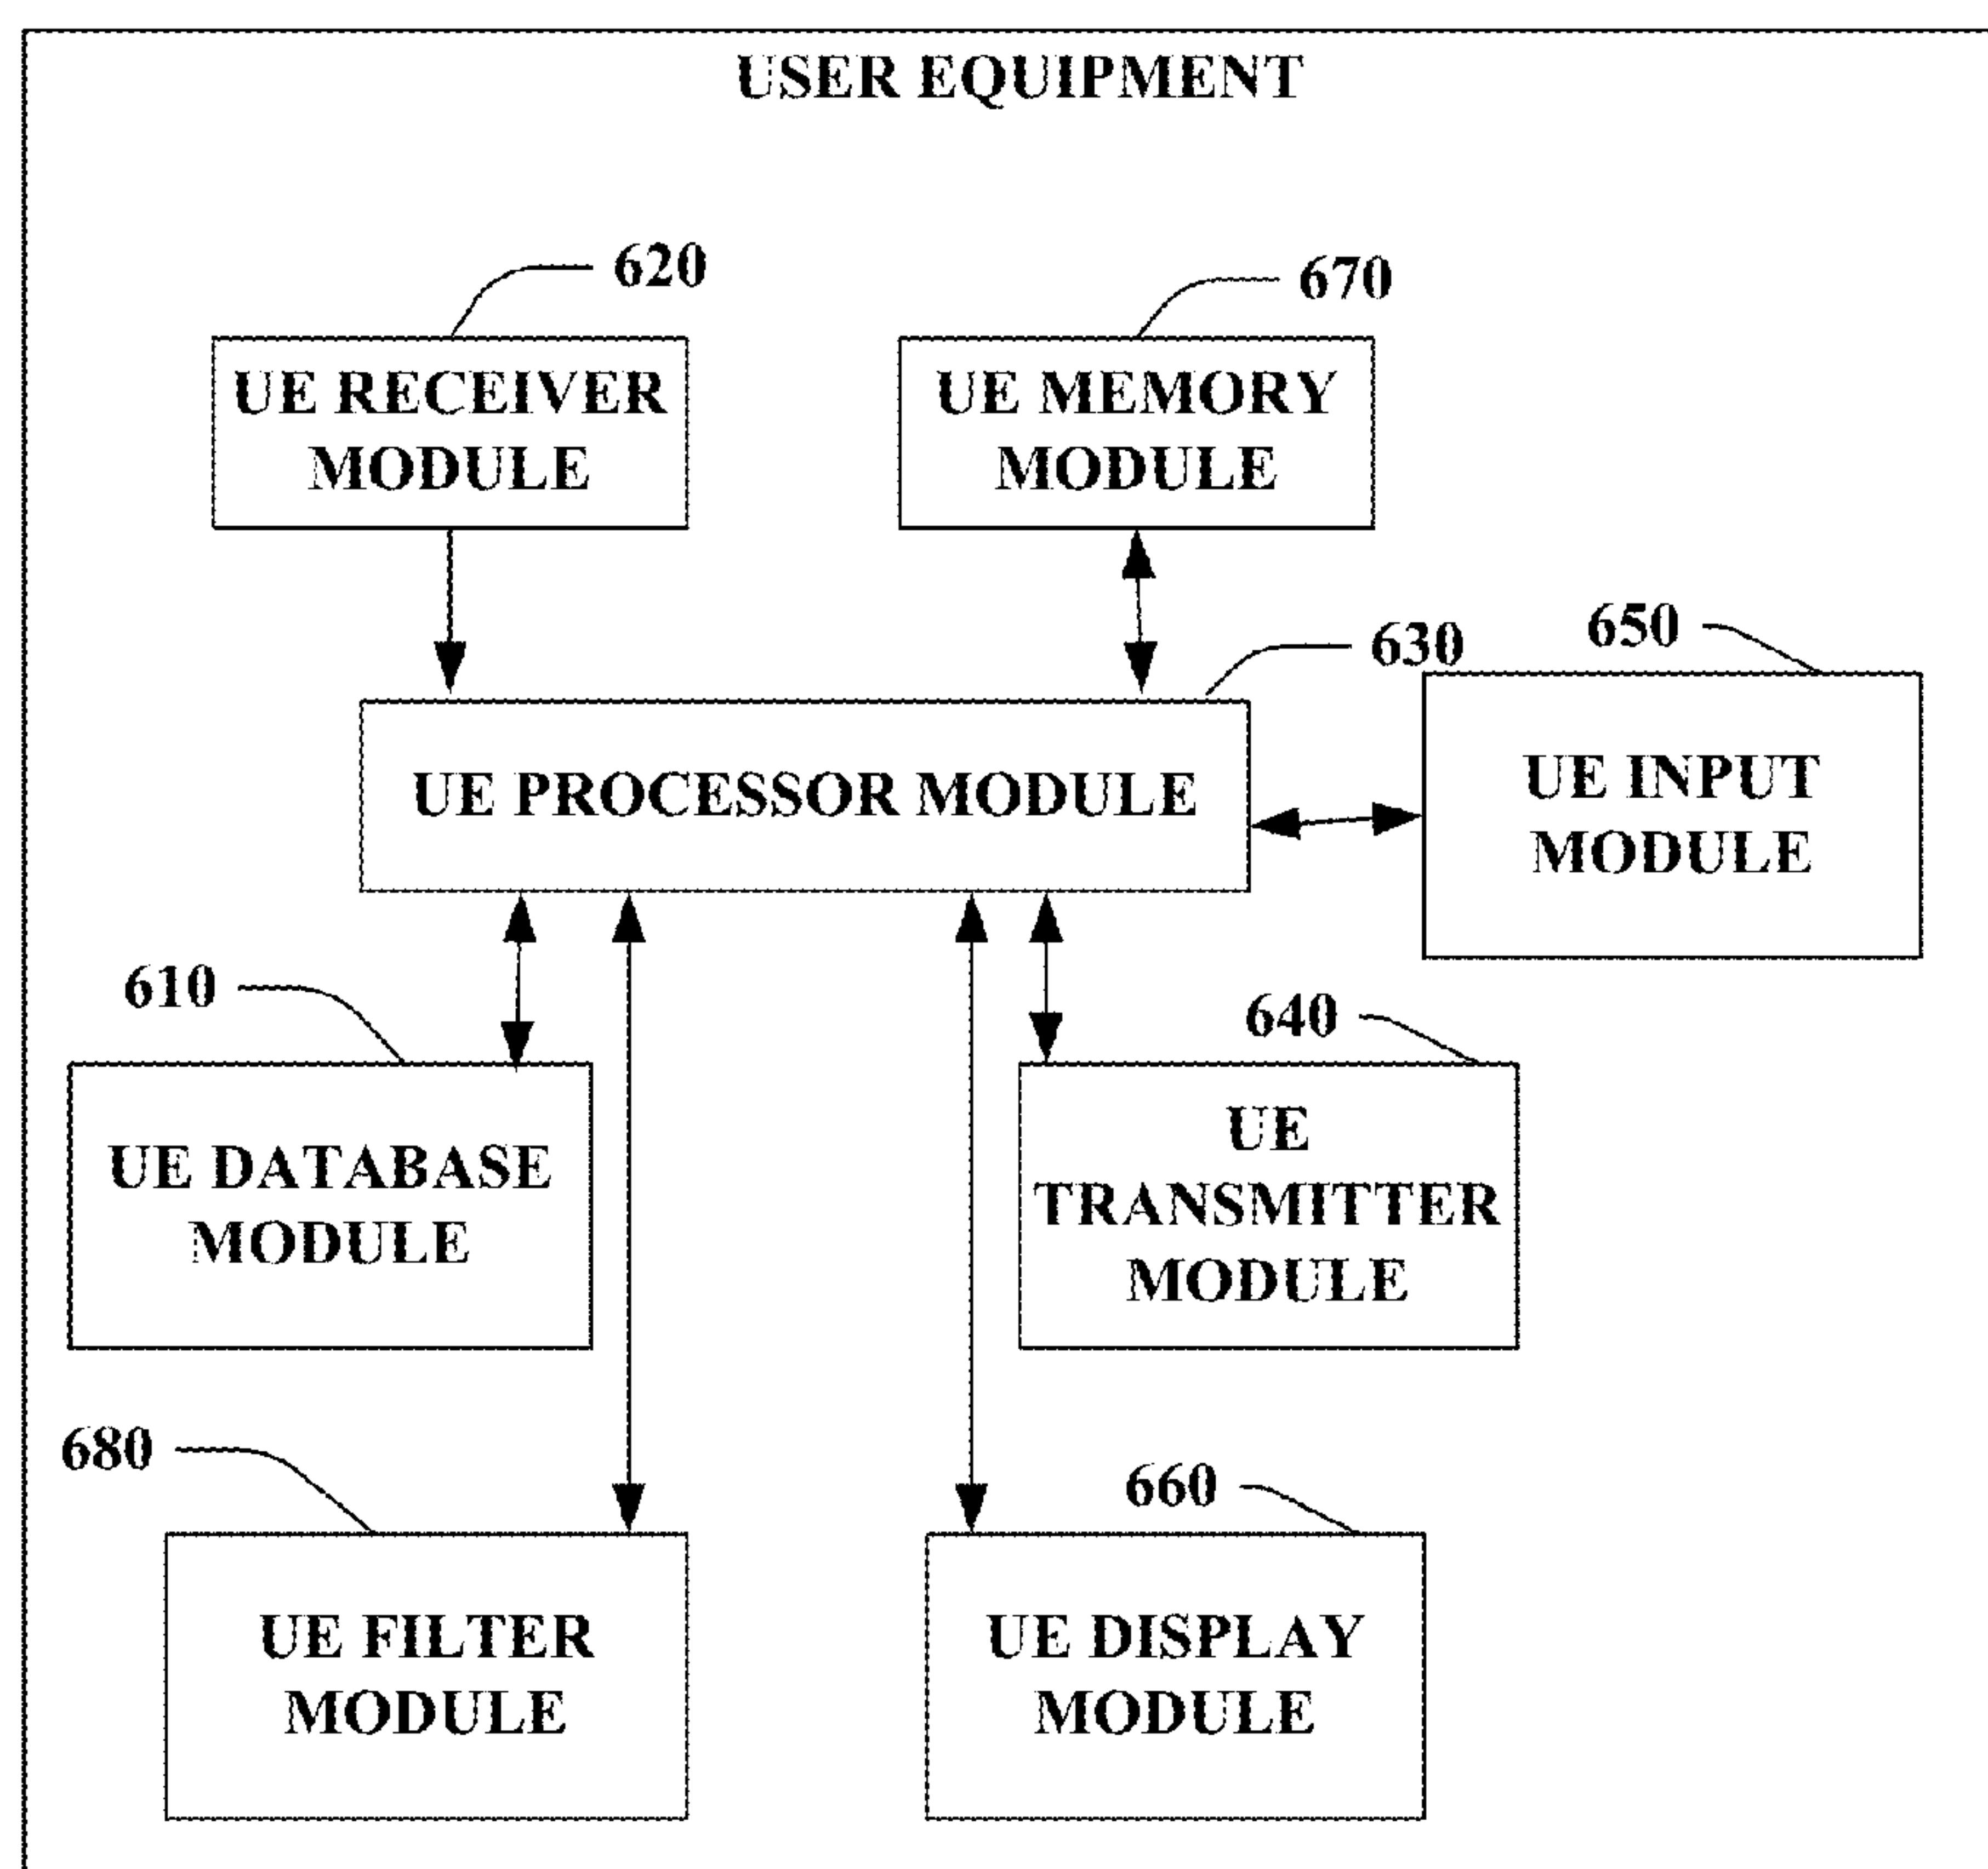 USER EQUIPMENT
620
670
UE RECEIVER
MODULE
UE MEMORY
MODULE
630
650
UE PROCESSOR MODULE
UE INPUT
MODULE
610
640
UE DATABASE
MODULE
UE
TRANSMITTER
MODULE
680
660
UE FILTER
MODULE
UE DISPLAY
MODULE